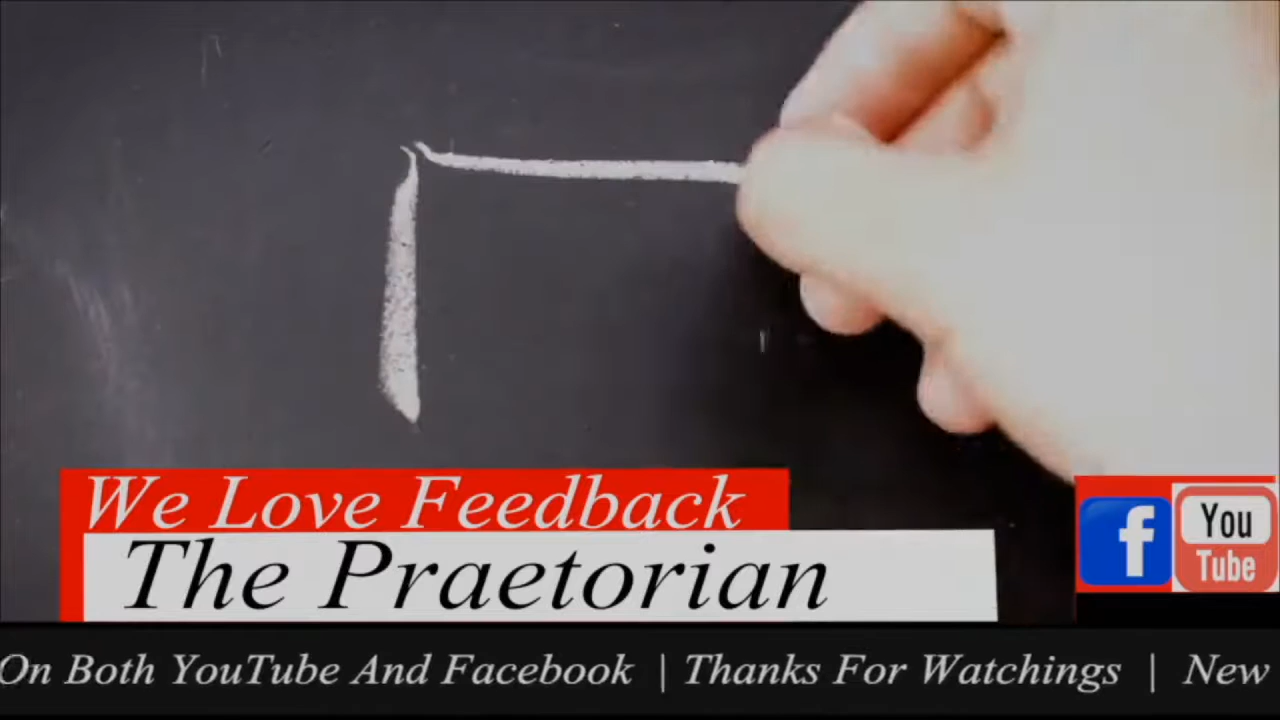 We Love Feedback
The Praetorian
f
You
Tube
On Both YouTube And Facebook | Thanks For Watchings | New